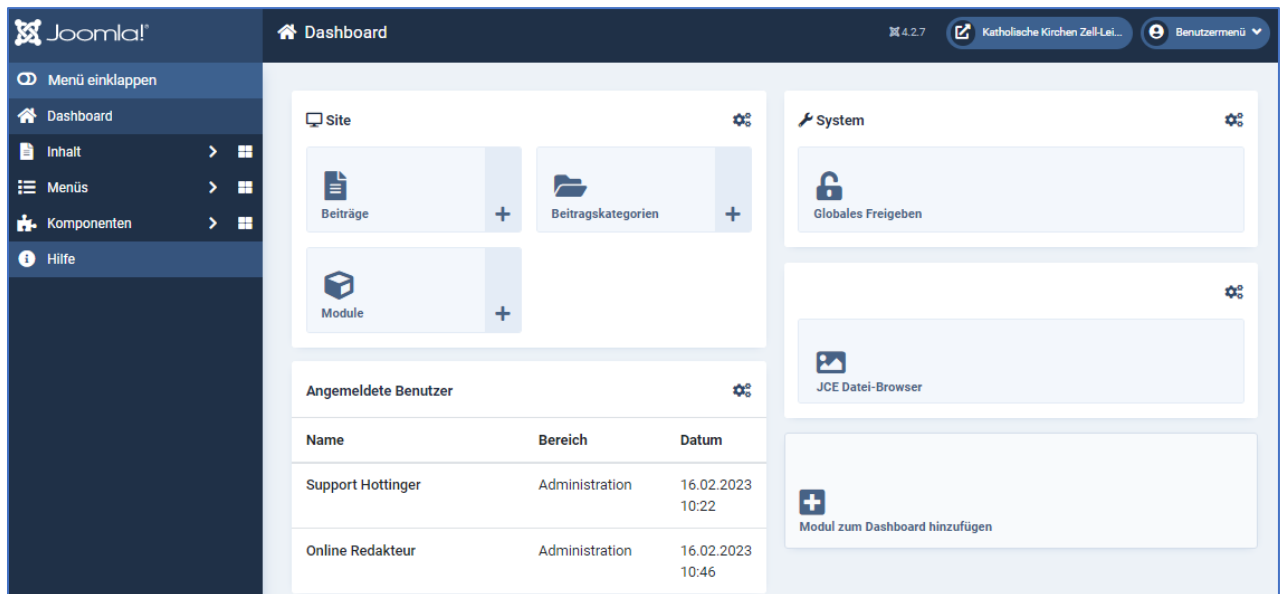 Joomla!
Dashboard
4.2.7
Katholische Kirchen Zell-Lei...
Benutzermenü
Menü einklappen
Dashboard
Inhalt
Menüs
Komponenten
Hilfe
Site
Beiträge
Beitragskategorien
Module
Angemeldete Benutzer
Name Bereich Datum
Support Hottinger Administration 16.02.2023
10:22
Online Redakteur Administration 16.02.2023
10:46
System
Globales Freigeben
JCE Datei-Browser
Modul zum Dashboard hinzufügen